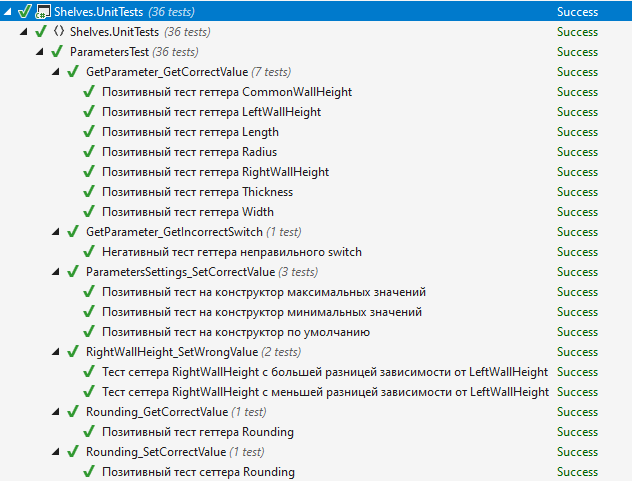 Shelves.UnitTests (36 tests) Success
Shelves.UnitTests (36 tests) Success
ParametersTest (36 tests) Success
GetParameter_GetCorrectValue (7 tests) Success
Позитивный тест геттера CommonWallHeight Success
Позитивный тест геттера LeftWallHeight Success
Позитивный тест геттера Length Success
Позитивный тест геттера Radius Success
Позитивный тест геттера RightWallHeight Success
Позитивный тест геттера Thickness Success
Позитивный тест геттера Width Success
GetParameter_GetIncorrectSwitch (1 test) Success
Негативный тест геттера неправильного switch Success
ParametersSettings_SetCorrectValue (3 tests) Success
Позитивный тест на конструктор максимальных значений Success
Позитивный тест на конструктор минимальных значений Success
Позитивный тест на конструктор по умолчанию Success
RightWallHeight_SetWrongValue (2 tests) Success
Тест сеттера RightWallHeight с большей разницей зависимости от LeftWallHeight Success
Тест сеттера RightWallHeight с меньшей разницей зависимости от LeftWallHeight Success
Rounding_GetCorrectValue (1 test) Success
Позитивный тест геттера Rounding Success
Rounding_SetCorrectValue (1 test) Success
Позитивный тест сеттера Rounding Success